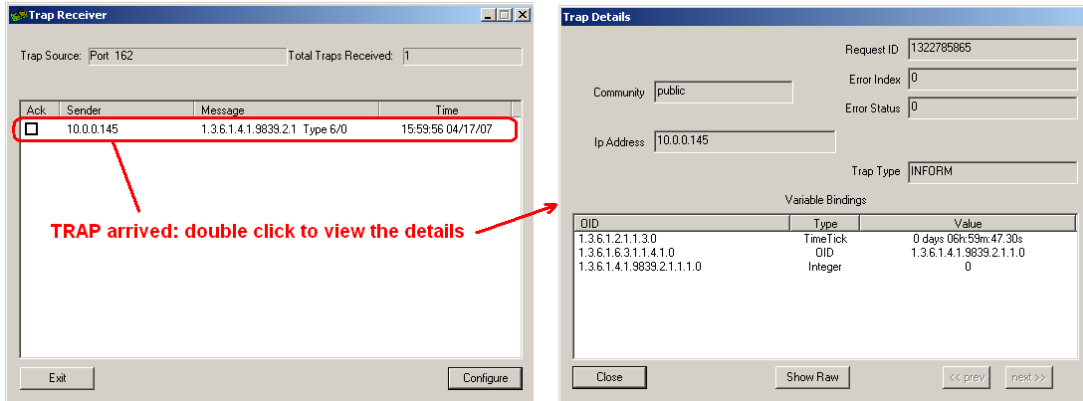 Trap Receiver
Trap Source: Port 162 Total Traps Received: 1
Ack Sender Message Time
10.0.0.145 1.3.6.1.4.1.9839.2.1 Type 6/0 15:59:56 04/17/07
TRAP arrived: double click to view the details
Exit Configure
Trap Details
Request ID 1322785865
Community public Error Index 0
Error Status 0
Ip Address 10.0.0.145
Trap Type INFORM
Variable Bindings
OID Type Value
1.3.6.1.2.1.1.3.0 TimeTick 0 days 06h:59m:47.30s
1.3.6.1.6.3.1.1.4.1.0 OID 1.3.6.1.4.1.9839.2.1.1.0
1.3.6.1.4.1.9839.2.1.1.1.0 Integer 0
Close Show Raw << prev next >>